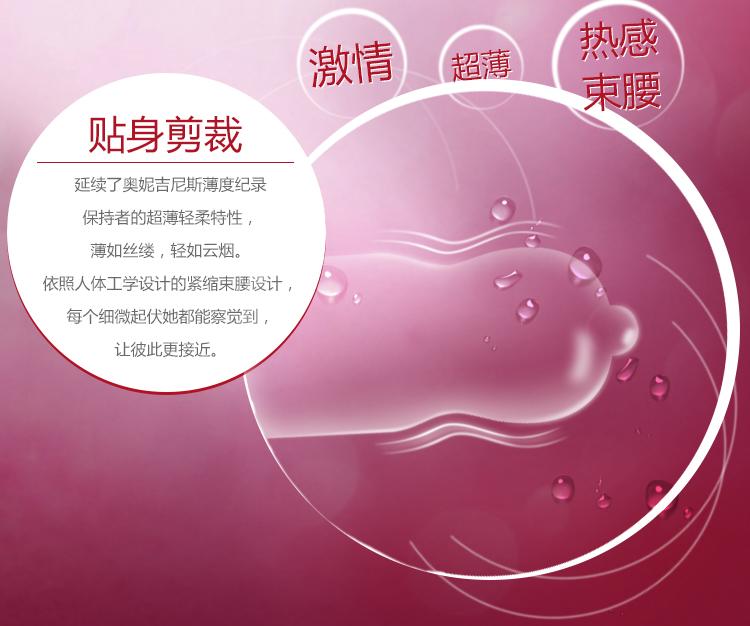 激情
超薄
热感
束腰
贴身剪裁
延续了奥妮吉尼斯薄度纪录
保持者的超薄轻柔特性，
薄如丝缕，轻如云烟。
依照人体工学设计的紧缩束腰设计，
每个细微起伏她都能察觉到，
让彼此更接近。